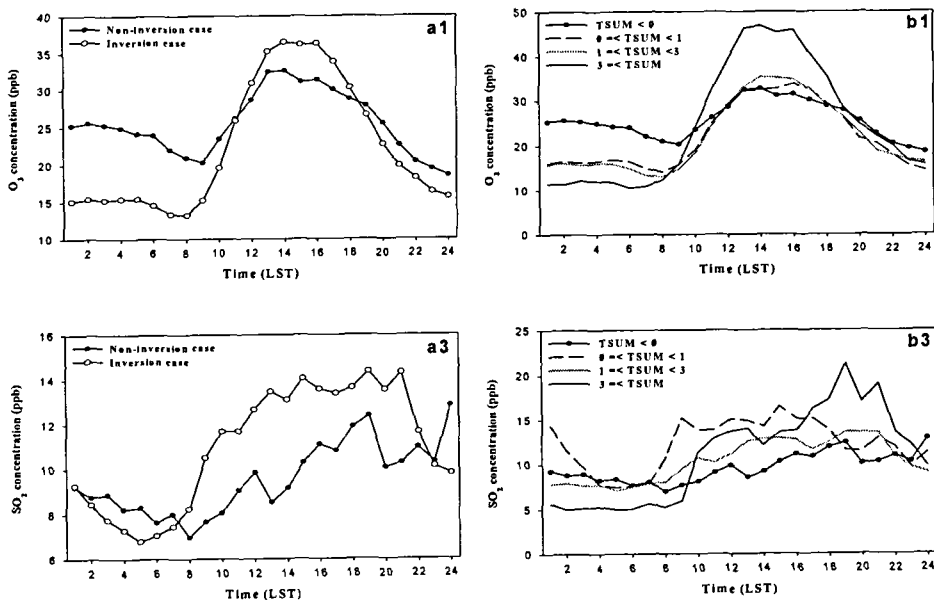 a1
Non-inversion case
Inversion case
O3 concentration (ppb)
40
35
30
25
20
15
10
2 4 6 8 10 12 14 16 18 20 22 24
Time (LST)
b1
TSUM < 0
0 =< TSUM < 1
1 =< TSUM < 3
3 =< TSUM
O3 concentration (ppb)
50
40
30
20
10
0
2 4 6 8 10 12 14 16 18 20 22 24
Time (LST)
a3
Non-inversion case
Inversion case
SO2 concentration (ppb)
16
14
12
10
8
6
2 4 6 8 10 12 14 16 18 20 22 24
Time (LST)
b3
TSUM < 0
0 =< TSUM < 1
1 =< TSUM < 3
3 =< TSUM
SO2 concentration (ppb)
25
20
15
10
5
0
2 4 6 8 10 12 14 16 18 20 22 24
Time (LST)